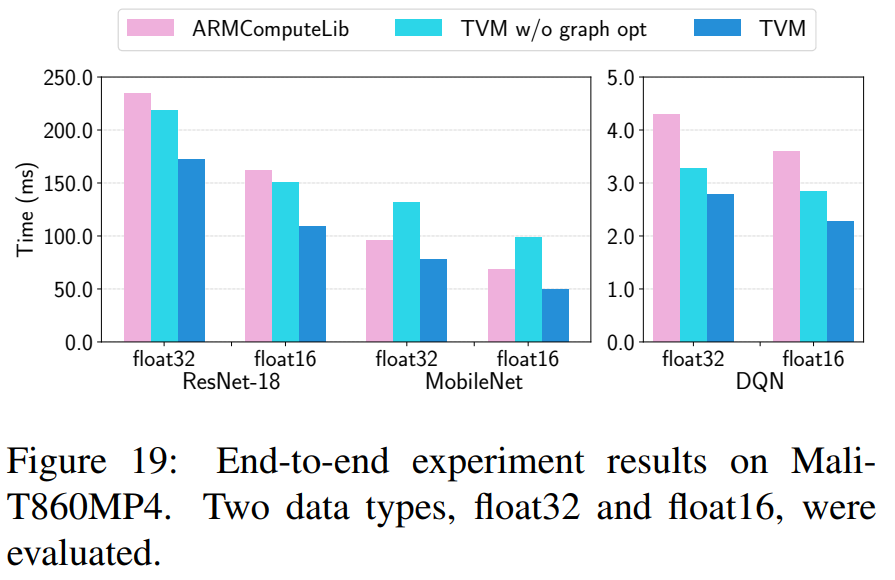 ARMComputeLib TVM w/o graph opt TVM
Time (ms)
250.0
200.0
150.0
100.0
50.0
0.0
float32 float16 float32 float16
ResNet-18 MobileNet
5.0
4.0
3.0
2.0
1.0
0.0
float32 float16
DQN
Figure 19: End-to-end experiment results on Mali-
T860MP4. Two data types, float32 and float16, were
evaluated.